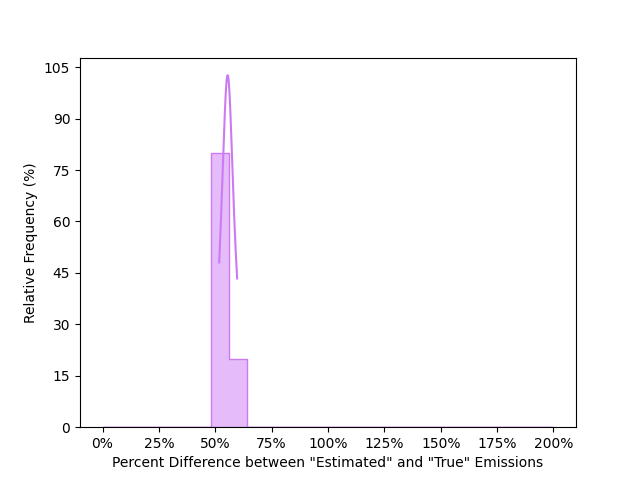 105
90
75
60
45
30
15
0
Relative Frequency (%)
0% 25% 50% 75% 100% 125% 150% 175% 200%
Percent Difference between "Estimated" and "True" Emissions